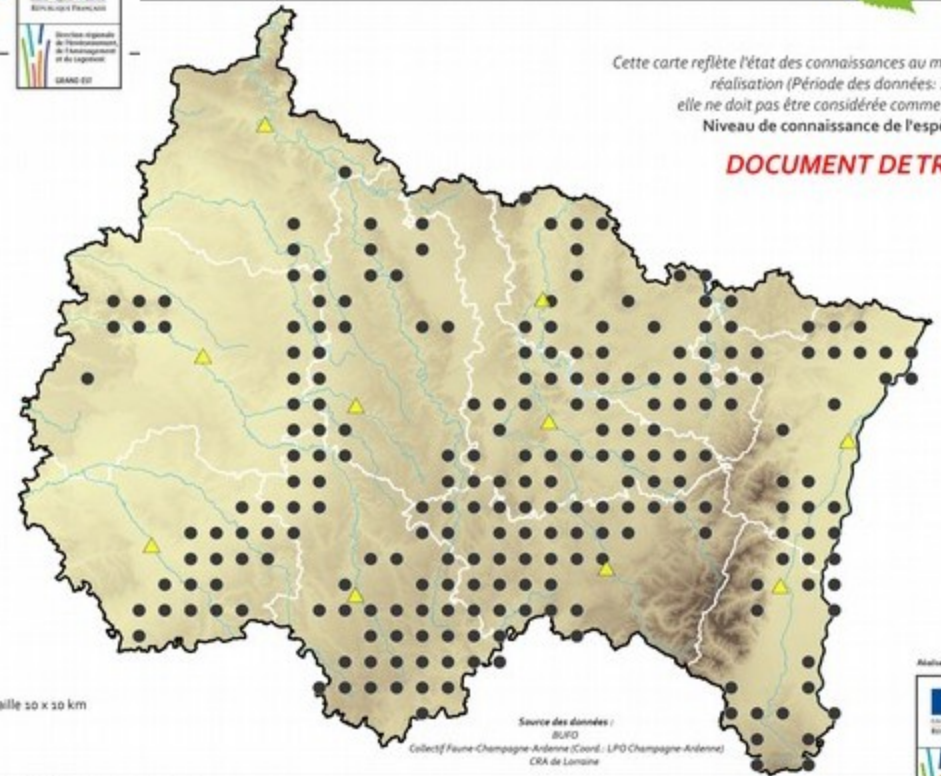 RÉPUBLIQUE FRANÇAISE
Direction régionale
de l'Environnement,
de l'Aménagement
et du Logement
GRAND EST
Cette carte reflète l'état des connaissances au m
réalisation (Période des données:
elle ne doit pas être considérée comme
Niveau de connaissance de l'espè
DOCUMENT DE TR
aille 10 x 10 km
Source des données :
BUFO
Collectif Faune-Champagne-Ardenne (Coord.: LPO Champagne-Ardenne)
CRA de Lorraine
Réalis